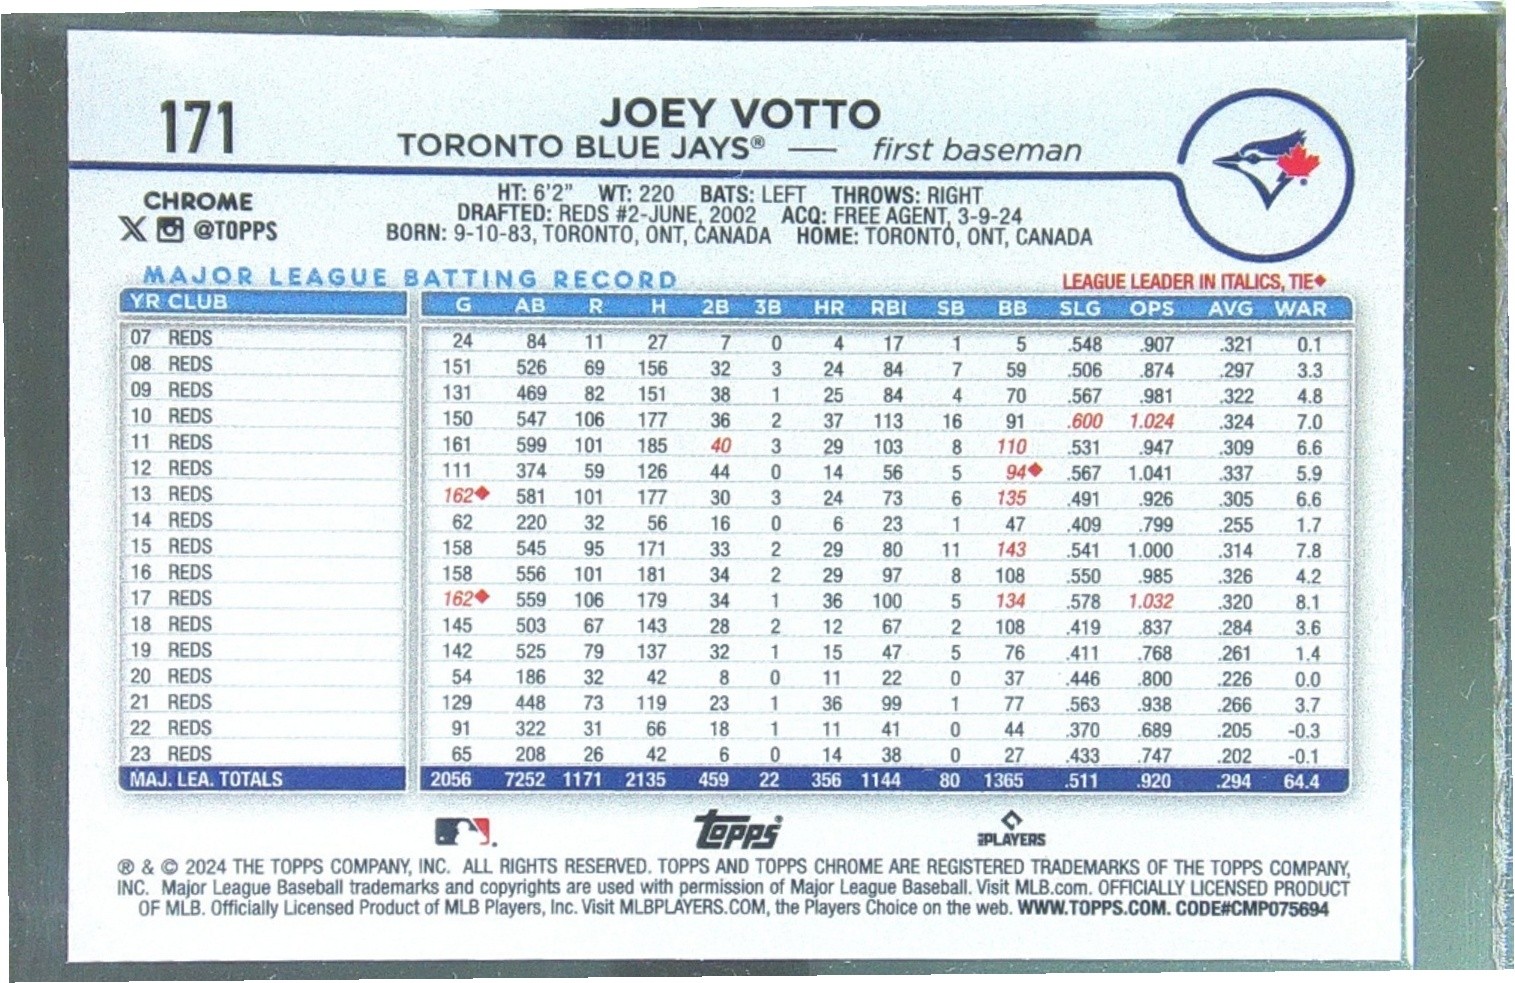 171
JOEY VOTTO
TORONTO BLUE JAYS® — first baseman
CHROME
@TOPPS
HT: 6'2" WT: 220 BATS: LEFT THROWS: RIGHT
DRAFTED: REDS #2-JUNE, 2002 ACQ: FREE AGENT, 3-9-24
BORN: 9-10-83, TORONTO, ONT, CANADA HOME: TORONTO, ONT, CANADA
MAJOR LEAGUE BATTING RECORD
LEAGUE LEADER IN ITALICS, TIE♦
YR CLUB G AB R H 2B 3B HR RBI SB BB SLG OPS AVG WAR
07 REDS 24 84 11 27 7 0 4 17 1 5 .548 .907 .321 0.1
08 REDS 151 526 69 156 32 3 24 84 7 59 .506 .874 .297 3.3
09 REDS 131 469 82 151 38 1 25 84 4 70 .567 .981 .322 4.8
10 REDS 150 547 106 177 36 2 37 113 16 91 .600 1.024 .324 7.0
11 REDS 161 599 101 185 40 3 29 103 8 110 .531 .947 .309 6.6
12 REDS 111 374 59 126 44 0 14 56 5 94♦ .567 1.041 .337 5.9
13 REDS 162♦ 581 101 177 30 3 24 73 6 135 .491 .926 .305 6.6
14 REDS 62 220 32 56 16 0 6 23 1 47 .409 .799 .255 1.7
15 REDS 158 545 95 171 33 2 29 80 11 143 .541 1.000 .314 7.8
16 REDS 158 556 101 181 34 2 29 97 8 108 .550 .985 .326 4.2
17 REDS 162♦ 559 106 179 34 1 36 100 5 134 .578 1.032 .320 8.1
18 REDS 145 503 67 143 28 2 12 67 2 108 .419 .837 .284 3.6
19 REDS 142 525 79 137 32 1 15 47 5 76 .411 .768 .261 1.4
20 REDS 54 186 32 42 8 0 11 22 0 37 .446 .800 .226 0.0
21 REDS 129 448 73 119 23 1 36 99 1 77 .563 .938 .266 3.7
22 REDS 91 322 31 66 18 1 11 41 0 44 .370 .689 .205 -0.3
23 REDS 65 208 26 42 6 0 14 38 0 27 .433 .747 .202 -0.1
MAJ. LEA. TOTALS 2056 7252 1171 2135 459 22 356 1144 80 1365 .511 .920 .294 64.4
Topps
MLBPLAYERS
® & © 2024 THE TOPPS COMPANY, INC. ALL RIGHTS RESERVED. TOPPS AND TOPPS CHROME ARE REGISTERED TRADEMARKS OF THE TOPPS COMPANY,
INC. Major League Baseball trademarks and copyrights are used with permission of Major League Baseball. Visit MLB.com. OFFICIALLY LICENSED PRODUCT
OF MLB. Officially Licensed Product of MLB Players, Inc. Visit MLBPLAYERS.COM, the Players Choice on the web. WWW.TOPPS.COM. CODE#CMP075694